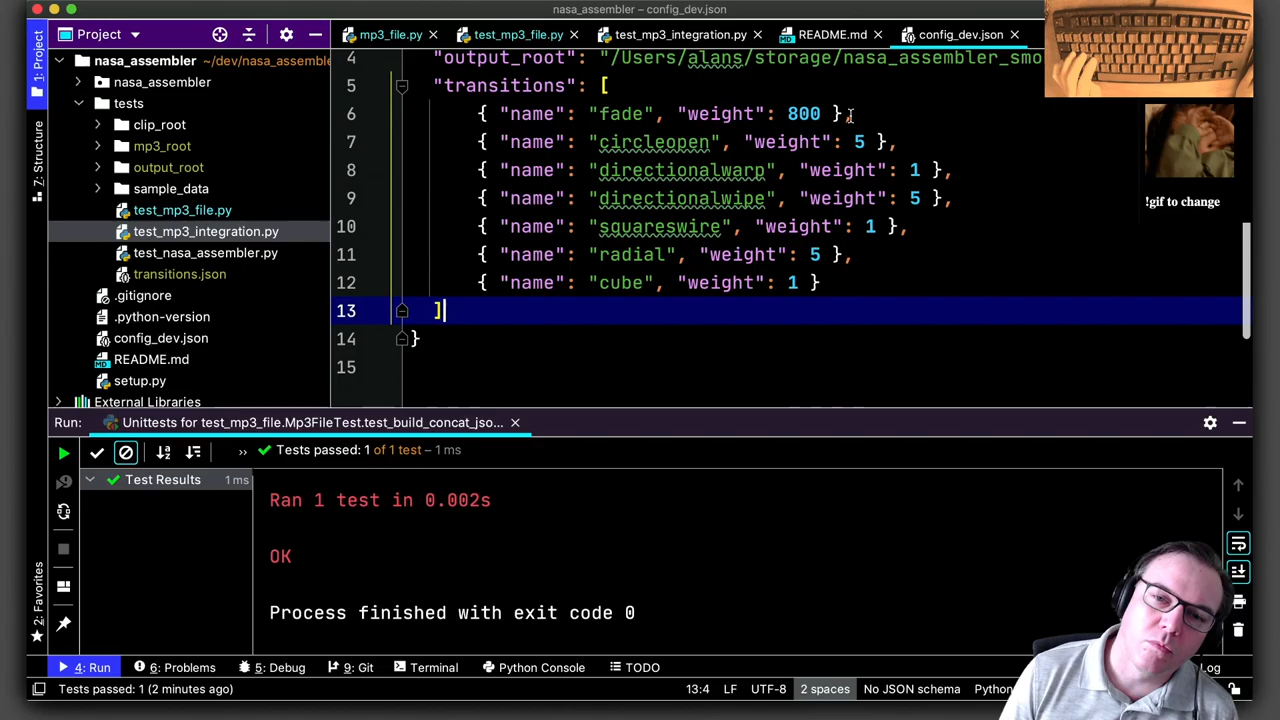 nasa_assembler – config_dev.json
1: Project
Project
mp3_file.py
test_mp3_file.py
test_mp3_integration.py
README.md
config_dev.json
nasa_assembler ~/dev/nasa_assemble
nasa_assembler
tests
clip_root
mp3_root
output_root
sample_data
test_mp3_file.py
test_mp3_integration.py
test_nasa_assembler.py
transitions.json
.gitignore
.python-version
config_dev.json
README.md
setup.py
External Libraries
7: Structure
4 "output_root": "/Users/alans/storage/nasa_assembler_smo
5 "transitions": [
6 { "name": "fade", "weight": 800 },
7 { "name": "circleopen", "weight": 5 },
8 { "name": "directionalwarp", "weight": 1 },
9 { "name": "directionalwipe", "weight": 5 },
10 { "name": "squareswire", "weight": 1 },
11 { "name": "radial", "weight": 5 },
12 { "name": "cube", "weight": 1 }
13 ]
14 }
15
!gif to change
Run: Unittests for test_mp3_file.Mp3FileTest.test_build_concat_jso...
Tests passed: 1 of 1 test – 1 ms
Test Results 1 ms
Ran 1 test in 0.002s
OK
Process finished with exit code 0
2: Favorites
4: Run
6: Problems
5: Debug
9: Git
Terminal
Python Console
TODO
Log
Tests passed: 1 (2 minutes ago)
13:4 LF UTF-8 2 spaces No JSON schema Python